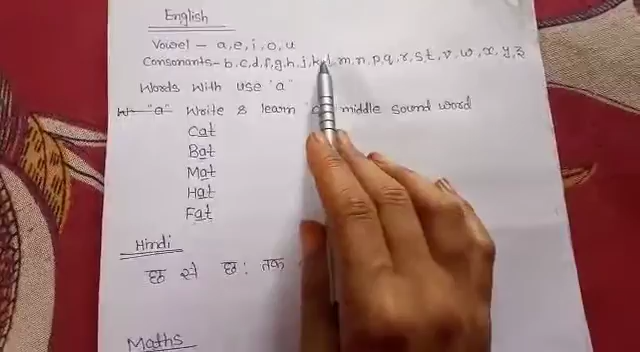 English
Vowel - a, e, i, o, u
Consonants - b, c, d, f, g, h, j, k, l, m, n, p, q, r, s, t, v, w, x, y, z
Words with use "a"
"a" Write & learn middle sound word
Cat
Bat
Mat
Hat
Fat
Hindi
छ से छः तक
Maths